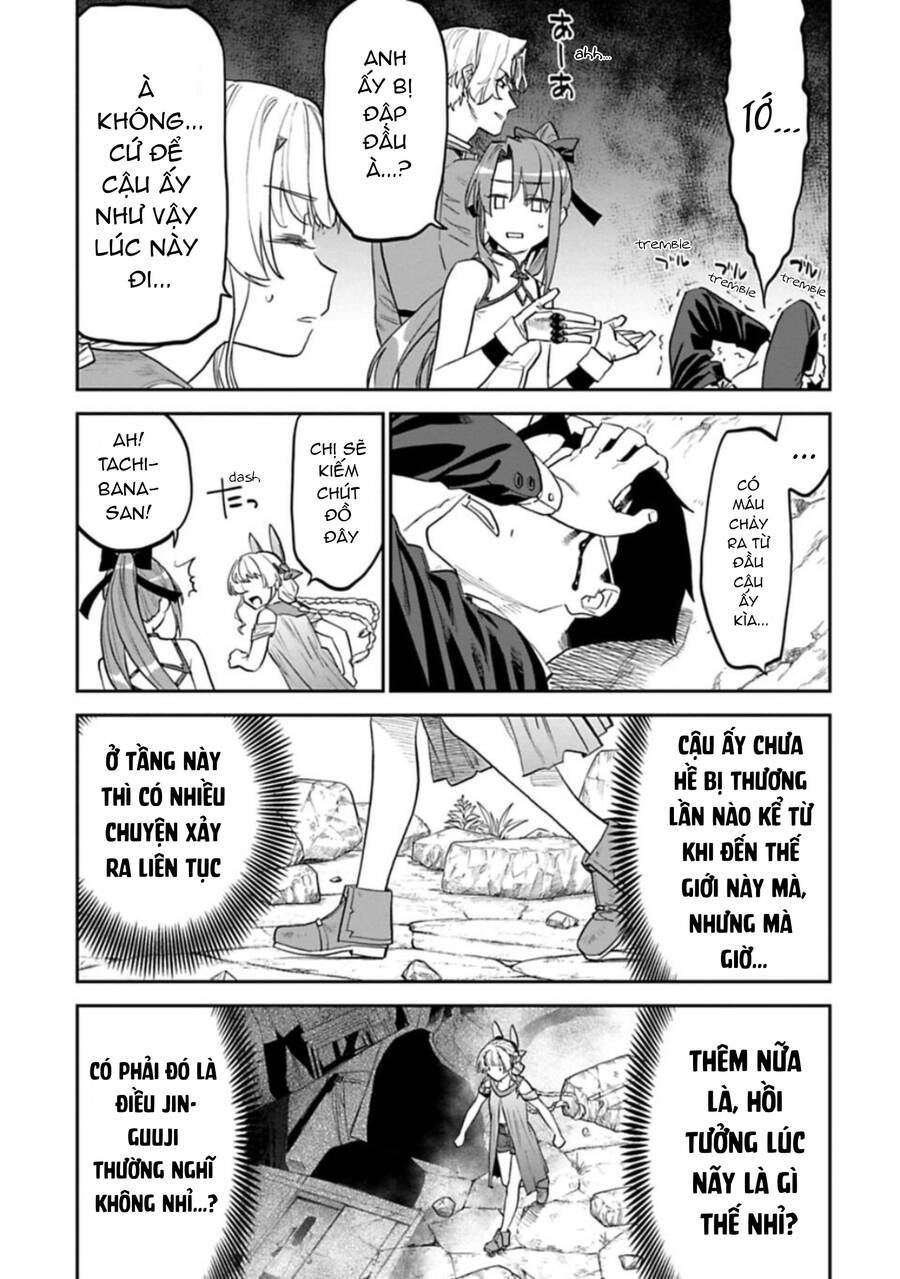 TỚ...
あーあ
ahh...
ANH
ẤY BỊ
ĐẬP
ĐẦU
À...?
À
KHÔNG...
CỨ ĐỂ
CẬU ẤY
NHƯ VẬY
LÚC NÀY
ĐI...
tremble
ブル
tremble
ブル
tremble
...
CÓ
MÁU
CHẢY
RA TỪ
ĐẦU
CẬU
ẤY
KÌA...
CHỊ SẼ
KIẾM
CHÚT
ĐỒ
ĐÂY
dash
たっ
AH!
TACHI-
BANA-
SAN!
CẬU ẤY CHƯA
HỀ BỊ THƯƠNG
LẦN NÀO KỂ TỪ
KHI ĐẾN THẾ
GIỚI NÀY MÀ,
NHƯNG MÀ
GIỜ...
Ở TẦNG NÀY
THÌ CÓ NHIỀU
CHUYỆN XẢY
RA LIÊN TỤC
THÊM NỮA
LÀ, HỒI
TƯỞNG LÚC
NÃY LÀ GÌ
THẾ NHỈ?
CÓ PHẢI ĐÓ LÀ
ĐIỀU JIN-
GUUJI
THƯỜNG NGHĨ
KHÔNG NHỈ...?